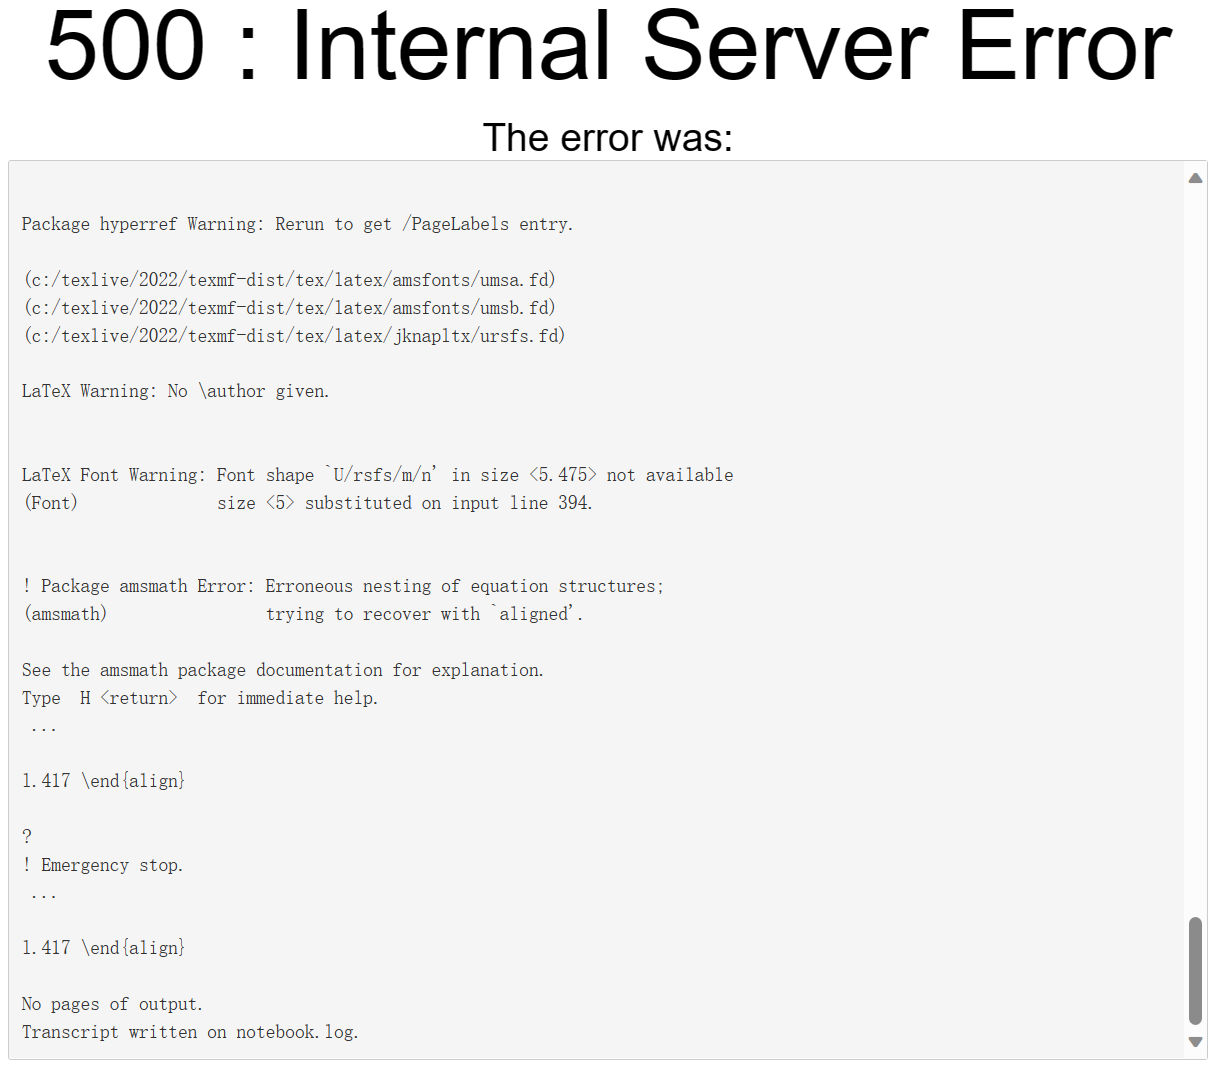 500 : Internal Server Error
The error was:
Package hyperref Warning: Rerun to get /PageLabels entry.
(c:/texlive/2022/texmf-dist/tex/latex/amsfonts/umsa.fd)
(c:/texlive/2022/texmf-dist/tex/latex/amsfonts/umsb.fd)
(c:/texlive/2022/texmf-dist/tex/latex/jknapltx/ursfs.fd)
LaTeX Warning: No \author given.
LaTeX Font Warning: Font shape `U/rsfs/m/n' in size <5.475> not available
(Font)              size <5> substituted on input line 394.
! Package amsmath Error: Erroneous nesting of equation structures;
(amsmath)                trying to recover with `aligned'.
See the amsmath package documentation for explanation.
Type  H <return>  for immediate help.
...
l.417 \end{align}
?
! Emergency stop.
...
l.417 \end{align}
No pages of output.
Transcript written on notebook.log.